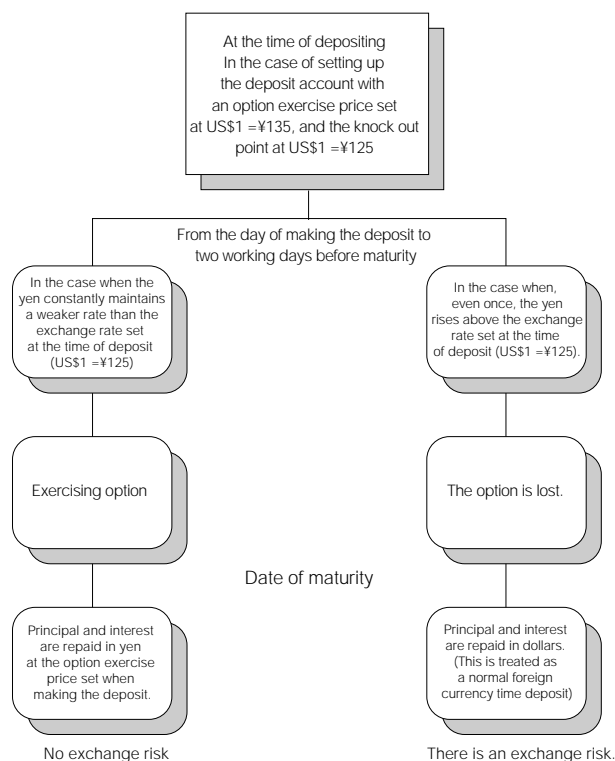 At the time of depositing
In the case of setting up
the deposit account with
an option exercise price set
at US$1 =¥135, and the knock out
point at US$1 =¥125
From the day of making the deposit to
two working days before maturity
In the case when the
yen constantly maintains
a weaker rate than the
exchange rate set
at the time of deposit
(US$1 =¥125)
In the case when,
even once, the yen
rises above the exchange
rate set at the time
of deposit (US$1 =¥125).
Exercising option
The option is lost.
Date of maturity
Principal and interest
are repaid in yen
at the option exercise
price set when
making the deposit.
Principal and interest
are repaid in dollars.
(This is treated as
a normal foreign
currency time deposit)
No exchange risk
There is an exchange risk.